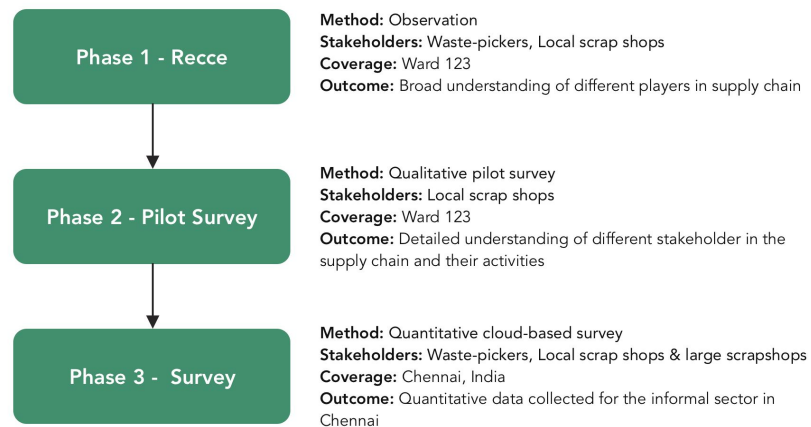 Phase 1 - Recce
Method: Observation
Stakeholders: Waste-pickers, Local scrap shops
Coverage: Ward 123
Outcome: Broad understanding of different players in supply chain
Phase 2 - Pilot Survey
Method: Qualitative pilot survey
Stakeholders: Local scrap shops
Coverage: Ward 123
Outcome: Detailed understanding of different stakeholder in the
supply chain and their activities
Phase 3 - Survey
Method: Quantitative cloud-based survey
Stakeholders: Waste-pickers, Local scrap shops & large scrapshops
Coverage: Chennai, India
Outcome: Quantitative data collected for the informal sector in
Chennai